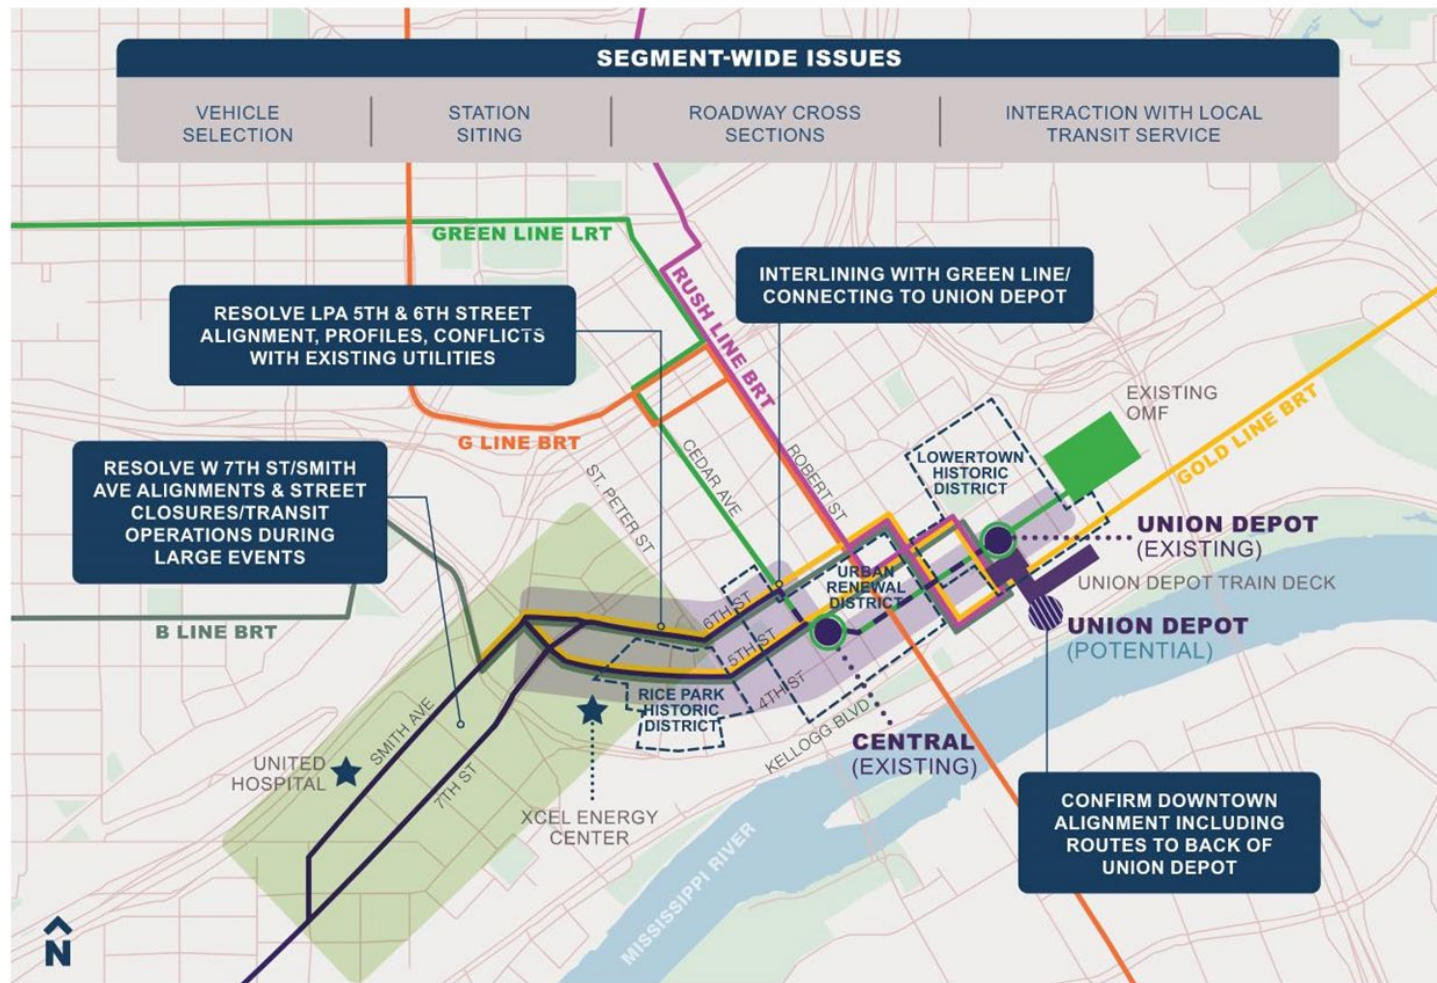 SEGMENT-WIDE ISSUES
VEHICLE
SELECTION
STATION
SITING
ROADWAY CROSS
SECTIONS
INTERACTION WITH LOCAL
TRANSIT SERVICE
GREEN LINE LRT
RUSH LINE BRT
INTERLINING WITH GREEN LINE/
CONNECTING TO UNION DEPOT
RESOLVE LPA 5TH & 6TH STREET
ALIGNMENT, PROFILES, CONFLICTS
WITH EXISTING UTILITIES
G LINE BRT
EXISTING
OMF
GOLD LINE BRT
RESOLVE W 7TH ST/SMITH
AVE ALIGNMENTS & STREET
CLOSURES/TRANSIT
OPERATIONS DURING
LARGE EVENTS
ST. PETER ST
CEDAR AVE
ROBERT ST
LOWERTOWN
HISTORIC
DISTRICT
UNION DEPOT
(EXISTING)
UNION DEPOT TRAIN DECK
URBAN
RENEWAL
DISTRICT
B LINE BRT
6TH ST
5TH ST
4TH ST
UNION DEPOT
(POTENTIAL)
RICE PARK
HISTORIC
DISTRICT
KELLOGG BLVD
CENTRAL
(EXISTING)
SMITH AVE
7TH ST
UNITED
HOSPITAL
XCEL ENERGY
CENTER
CONFIRM DOWNTOWN
ALIGNMENT INCLUDING
ROUTES TO BACK OF
UNION DEPOT
MISSISSIPPI RIVER
N